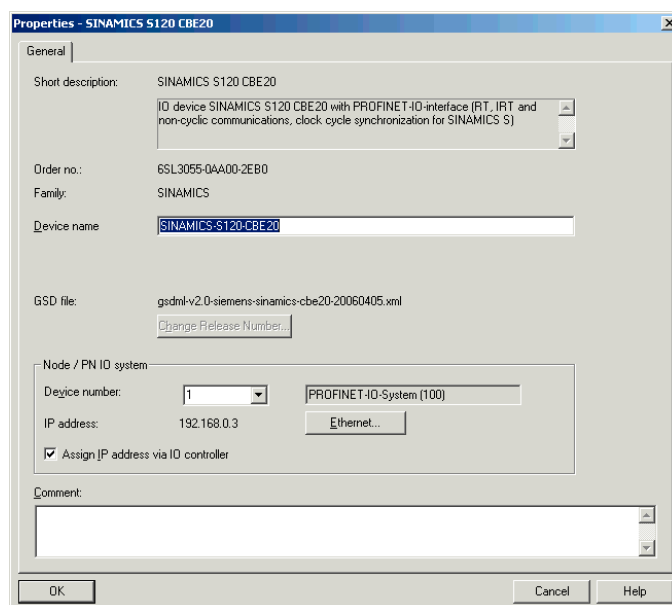 Properties - SINAMICS S120 CBE20
General
Short description: SINAMICS S120 CBE20
IO device SINAMICS S120 CBE20 with PROFINET-IO-interface (RT, IRT and
non-cyclic communications, clock cycle synchronization for SINAMICS S)
Order no.: 6SL3055-0AA00-2EB0
Family: SINAMICS
Device name SINAMICS-S120-CBE20
GSD file: gsdml-v2.0-siemens-sinamics-cbe20-20060405.xml
Change Release Number...
Node / PN IO system
Device number: 1 PROFINET-IO-System (100)
IP address: 192.168.0.3 Ethernet...
Assign IP address via IO controller
Comment:
OK Cancel Help